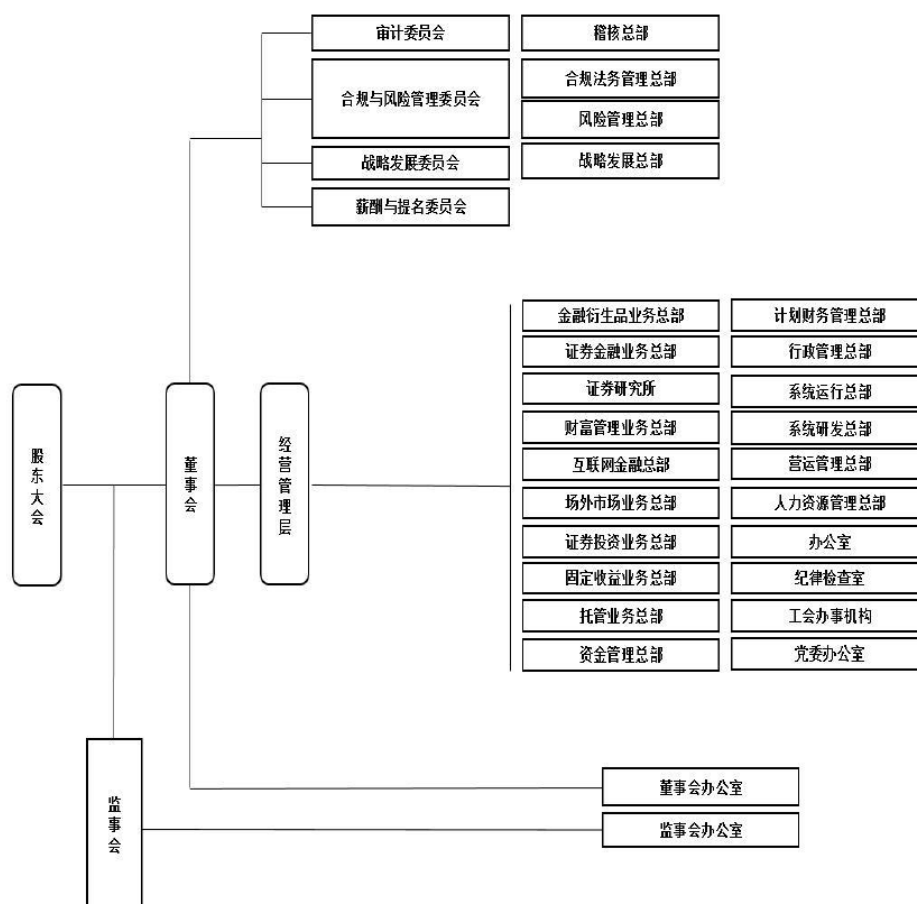 审计委员会
稽核总部
合规与风险管理委员会
合规法务管理总部
风险管理总部
战略发展委员会
战略发展总部
薪酬与提名委员会
金融衍生品业务总部
计划财务管理总部
证券金融业务总部
行政管理总部
证券研究所
系统运行总部
财富管理业务总部
系统研发总部
互联网金融总部
营运管理总部
场外市场业务总部
人力资源管理总部
证券投资业务总部
办公室
固定收益业务总部
纪律检查室
托管业务总部
工会办事机构
资金管理总部
党委办公室
股东大会
董事会
经营管理层
监事会
董事会办公室
监事会办公室